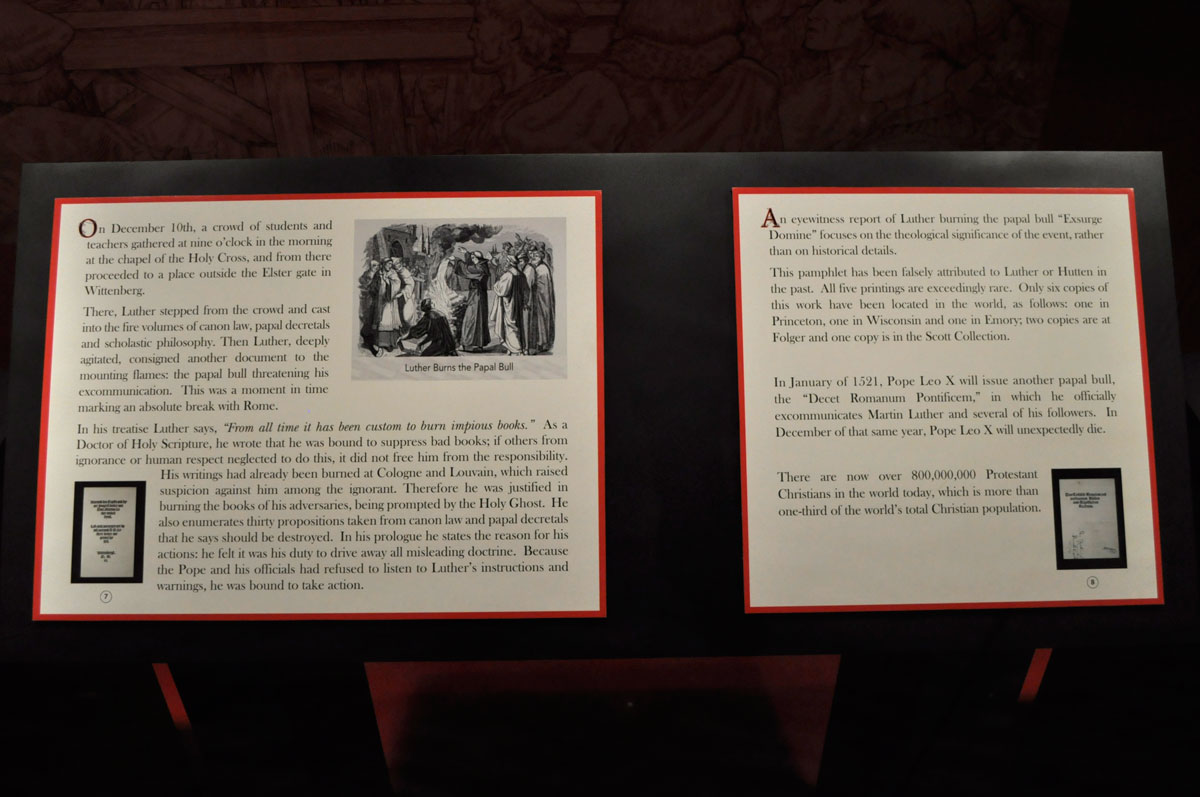 On December 10th, a crowd of students and
teachers gathered at nine o'clock in the morning
at the chapel of the Holy Cross, and from there
proceeded to a place outside the Elster gate in
Wittenberg.
There, Luther stepped from the crowd and cast
into the fire volumes of canon law, papal decretals
and scholastic philosophy. Then Luther, deeply
agitated, consigned another document to the
mounting flames: the papal bull threatening his
excommunication. This was a moment in time
marking an absolute break with Rome.
Luther Burns the Papal Bull
In his treatise Luther says, "From all time it has been custom to burn impious books." As a
Doctor of Holy Scripture, he wrote that he was bound to suppress bad books; if others from
ignorance or human respect neglected to do this, it did not free him from the responsibility.
His writings had already been burned at Cologne and Louvain, which raised
suspicion against him among the ignorant. Therefore he was justified in
burning the books of his adversaries, being prompted by the Holy Ghost. He
also enumerates thirty propositions taken from canon law and papal decretals
that he says should be destroyed. In his prologue he states the reason for his
actions: he felt it was his duty to drive away all misleading doctrine. Because
the Pope and his officials had refused to listen to Luther's instructions and
warnings, he was bound to take action.
7
An eyewitness report of Luther burning the papal bull "Exsurge
Domine" focuses on the theological significance of the event, rather
than on historical details.
This pamphlet has been falsely attributed to Luther or Hutten in
the past. All five printings are exceedingly rare. Only six copies of
this work have been located in the world, as follows: one in
Princeton, one in Wisconsin and one in Emory; two copies are at
Folger and one copy is in the Scott Collection.
In January of 1521, Pope Leo X will issue another papal bull,
the "Decet Romanum Pontificem," in which he officially
excommunicates Martin Luther and several of his followers. In
December of that same year, Pope Leo X will unexpectedly die.
There are now over 800,000,000 Protestant
Christians in the world today, which is more than
one-third of the world's total Christian population.
8